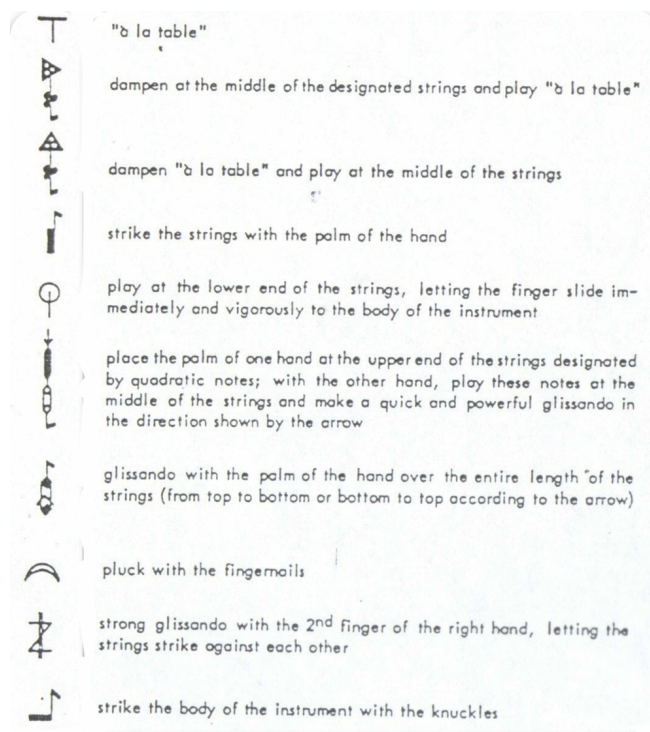 "à la table"
dampen at the middle of the designated strings and play "à la table"
dampen "à la table" and play at the middle of the strings
strike the strings with the palm of the hand
play at the lower end of the strings, letting the finger slide im-
mediately and vigorously to the body of the instrument
place the palm of one hand at the upper end of the strings designated
by quadratic notes; with the other hand, play these notes at the
middle of the strings and make a quick and powerful glissando in
the direction shown by the arrow
glissando with the palm of the hand over the entire length of the
strings (from top to bottom or bottom to top according to the arrow)
pluck with the fingernails
strong glissando with the 2nd finger of the right hand, letting the
strings strike against each other
strike the body of the instrument with the knuckles